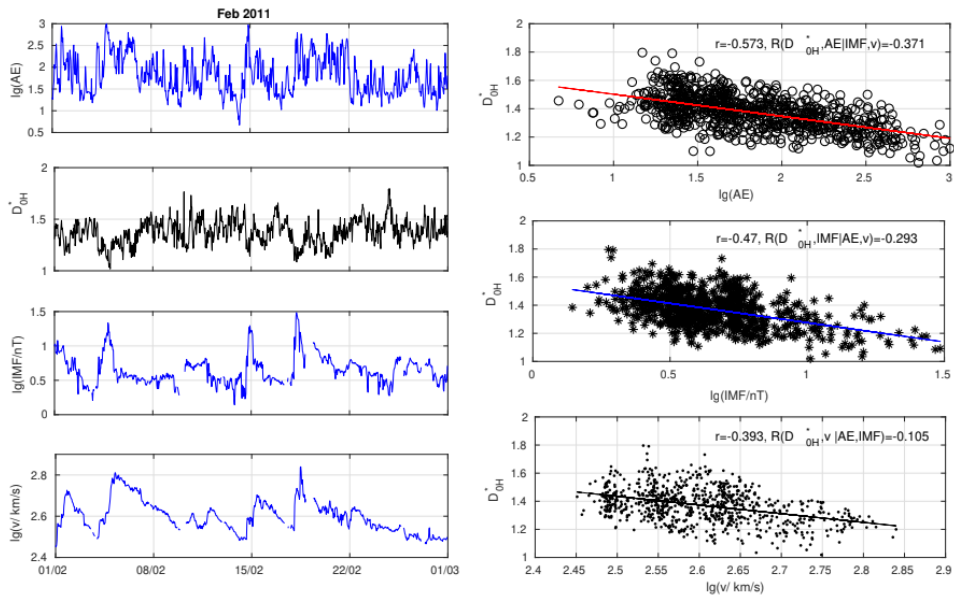 Feb 2011
3
2.5
2
1.5
1
0.5
lg(AE)
2
1.5
1
D*0H
1.5
1
0.5
0
lg(IMF/nT)
3
2.8
2.6
2.4
lg(v/ km/s)
01/02 08/02 15/02 22/02 01/03
r=-0.573, R(D*0H,AE|IMF,v)=-0.371
2
1.8
1.6
1.4
1.2
1
D*0H
0.5 1 1.5 2 2.5 3
lg(AE)
r=-0.47, R(D*0H,IMF|AE,v)=-0.293
2
1.8
1.6
1.4
1.2
1
D*0H
0 0.5 1 1.5
lg(IMF/nT)
r=-0.393, R(D*0H,v |AE,IMF)=-0.105
2
1.8
1.6
1.4
1.2
1
D*0H
2.4 2.45 2.5 2.55 2.6 2.65 2.7 2.75 2.8 2.85 2.9
lg(v/ km/s)